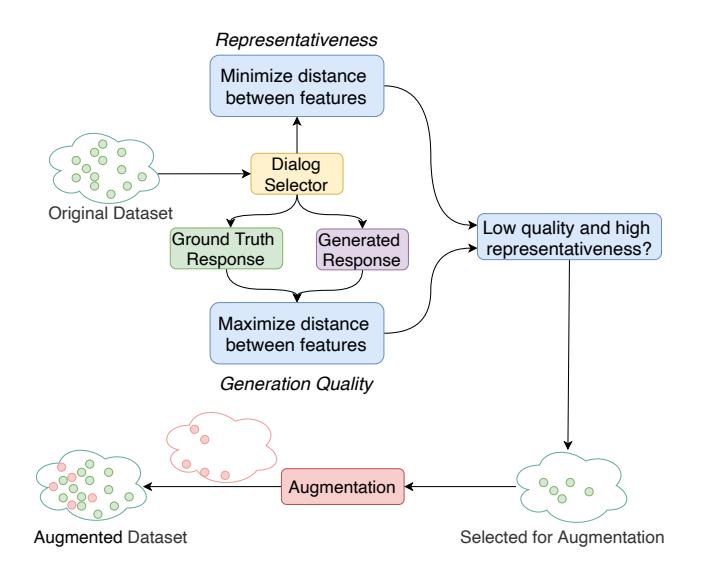 Representativeness
Minimize distance
between features
Dialog
Selector
Original Dataset
Ground Truth
Response
Generated
Response
Low quality and high
representativeness?
Maximize distance
between features
Generation Quality
Augmentation
Augmented Dataset
Selected for Augmentation